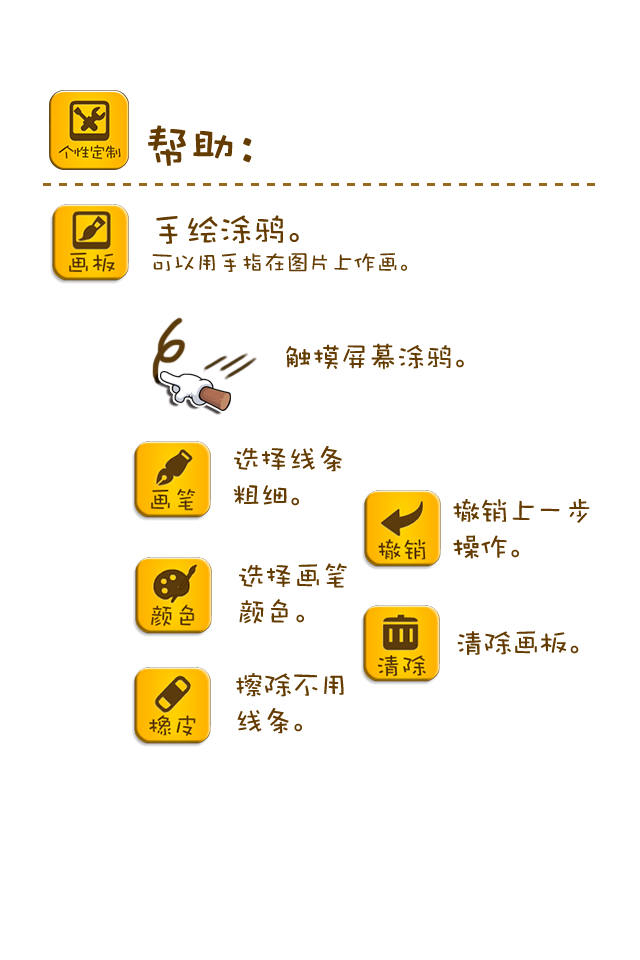 个性定制
帮助：
画板
手绘涂鸦。
可以用手指在图片上作画。
触摸屏幕涂鸦。
画笔
选择线条
粗细。
撤销
撤销上一步
操作。
颜色
选择画笔
颜色。
清除
清除画板。
橡皮
擦除不用
线条。